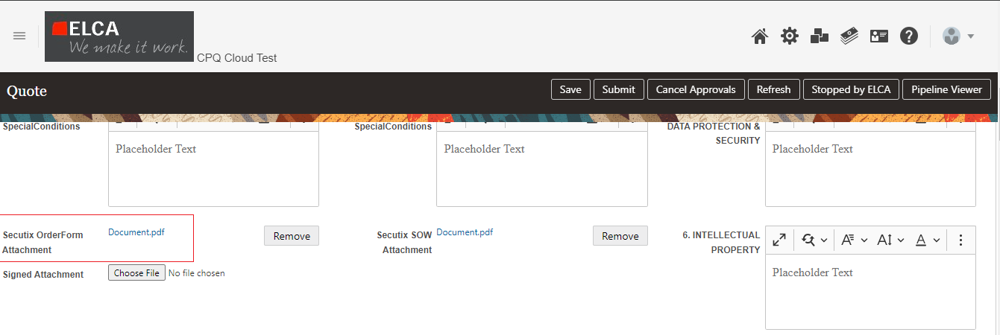 ELCA
We make it work.
CPQ Cloud Test
Quote
Save
Submit
Cancel Approvals
Refresh
Stopped by ELCA
Pipeline Viewer
SpecialConditions
Placeholder Text
SpecialConditions
Placeholder Text
DATA PROTECTION &
SECURITY
Placeholder Text
Secutix OrderForm
Attachment
Document.pdf
Remove
Secutix SOW
Attachment
Document.pdf
Remove
6. INTELLECTUAL
PROPERTY
Placeholder Text
Signed Attachment
Choose File No file chosen